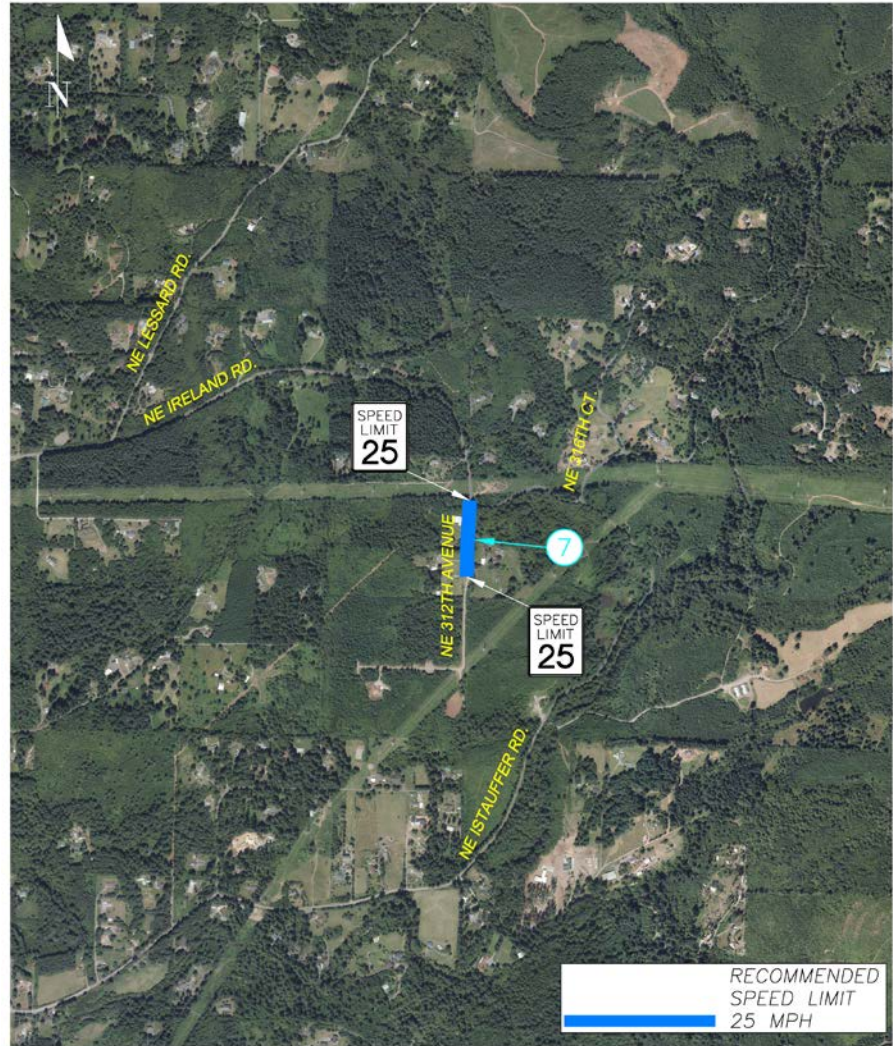 N
NE LESSARD RD.
NE IRELAND RD.
SPEED
LIMIT
25
NE 316TH CT.
NE 312TH AVENUE
7
SPEED
LIMIT
25
NE ISTAUFFER RD.
RECOMMENDED
SPEED LIMIT
25 MPH